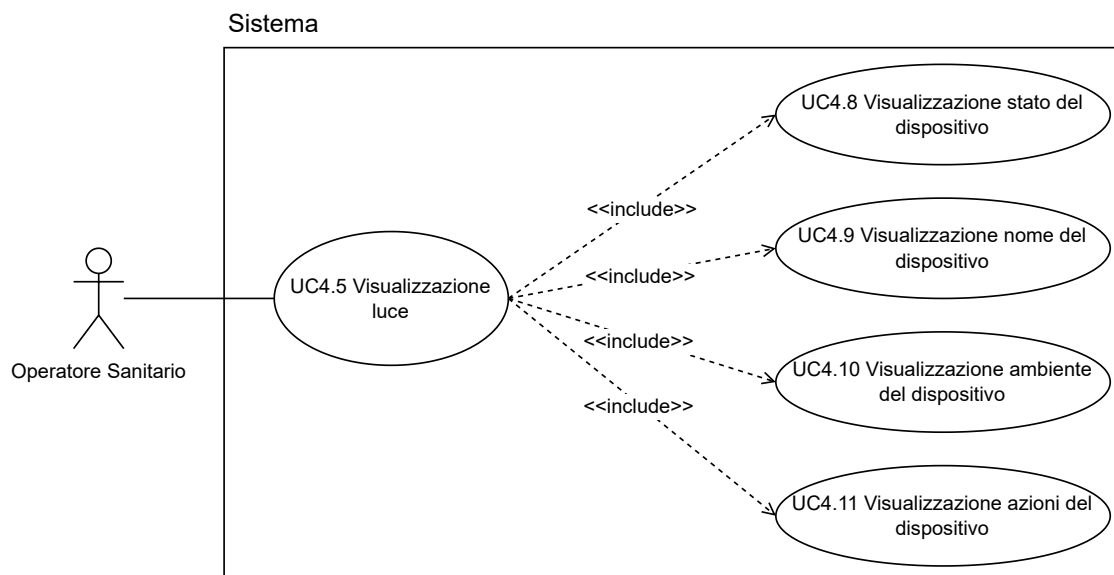 Sistema
UC4.8 Visualizzazione stato del
dispositivo
<<include>>
UC4.9 Visualizzazione nome del
dispositivo
<<include>>
UC4.5 Visualizzazione
luce
<<include>>
Operatore Sanitario
UC4.10 Visualizzazione ambiente
del dispositivo
<<include>>
UC4.11 Visualizzazione azioni del
dispositivo